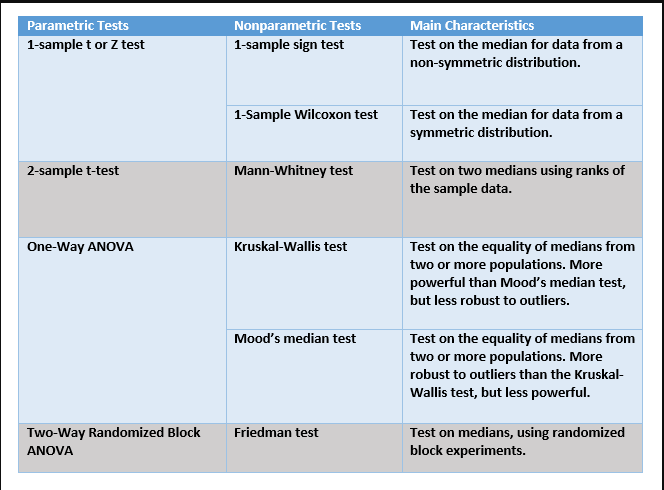 Parametric Tests Nonparametric Tests Main Characteristics
1-sample t or Z test 1-sample sign test Test on the median for data from a
non-symmetric distribution.
1-Sample Wilcoxon test Test on the median for data from a
symmetric distribution.
2-sample t-test Mann-Whitney test Test on two medians using ranks of
the sample data.
One-Way ANOVA Kruskal-Wallis test Test on the equality of medians from
two or more populations. More
powerful than Mood’s median test,
but less robust to outliers.
Mood’s median test Test on the equality of medians from
two or more populations. More
robust to outliers than the Kruskal-
Wallis test, but less powerful.
Two-Way Randomized Block Friedman test Test on medians, using randomized
ANOVA block experiments.